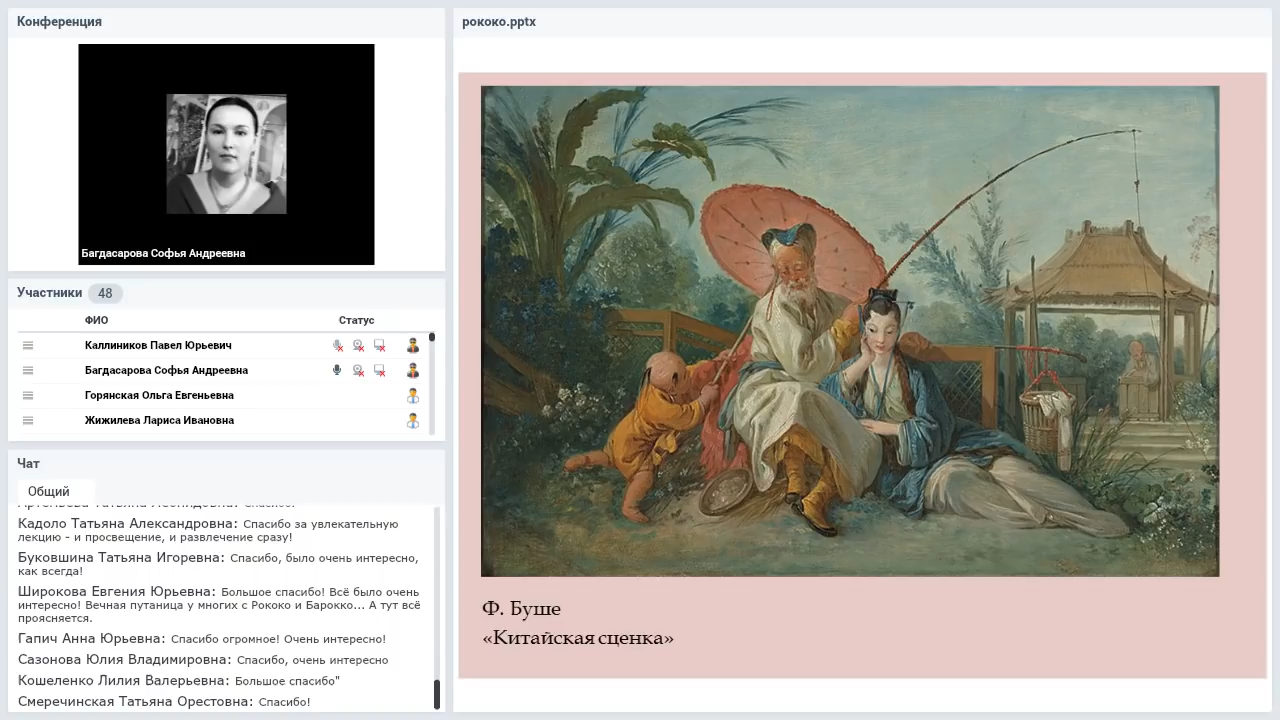 Конференция
Багдасарова Софья Андреевна
Участники 48
ФИО Статус
Каллиников Павел Юрьевич
Багдасарова Софья Андреевна
Горянская Ольга Евгеньевна
Жижилева Лариса Ивановна
Чат
Общий
Кадоло Татьяна Александровна: Спасибо за увлекательную
лекцию - и просвещение, и развлечение сразу!
Буковшина Татьяна Игоревна: Спасибо, было очень интересно,
как всегда!
Широкова Евгения Юрьевна: Большое спасибо! Всё было очень
интересно! Вечная путаница у многих с Рококо и Барокко... А тут всё
проясняется.
Гапич Анна Юрьевна: Спасибо огромное! Очень интересно!
Сазонова Юлия Владимировна: Спасибо, очень интересно
Кошеленко Лилия Валерьевна: Большое спасибо"
Смеречинская Татьяна Орестовна: Спасибо!
рококо.pptx
Ф. Буше
«Китайская сценка»